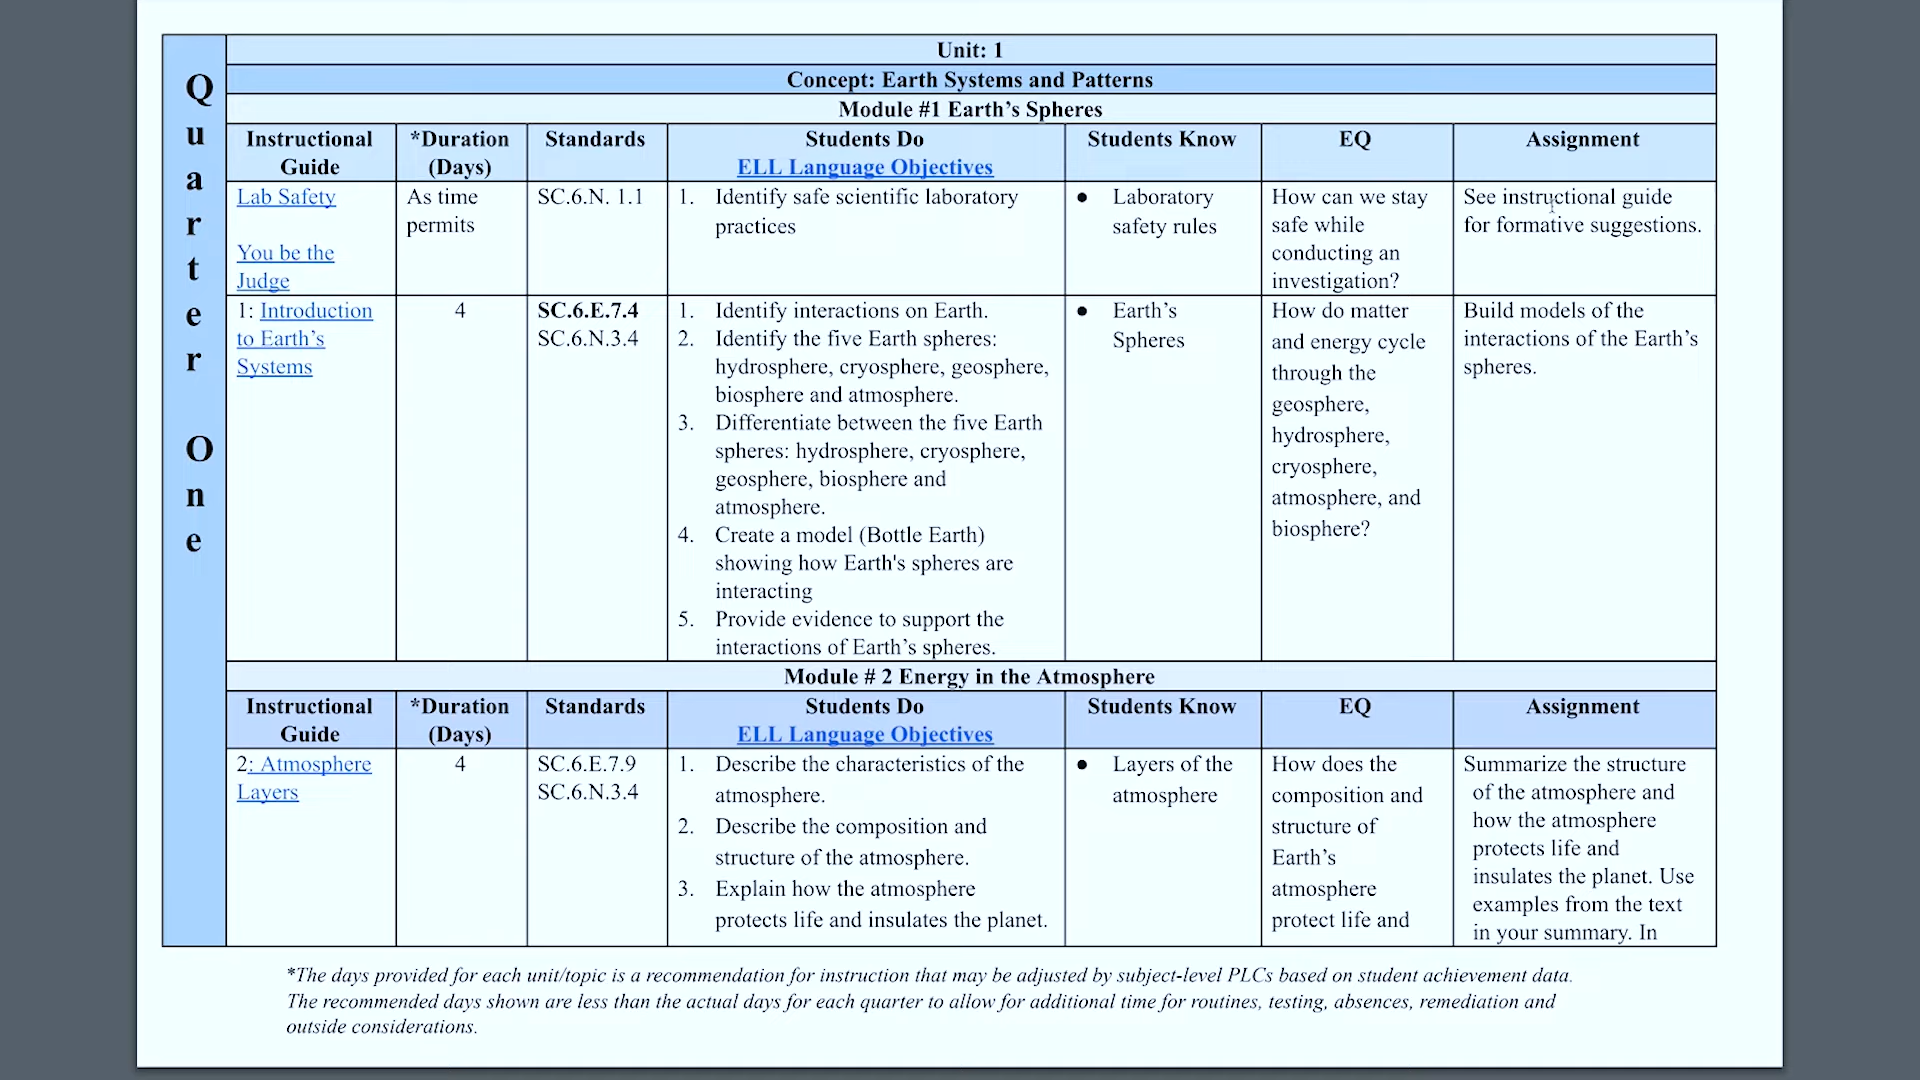 Quarter One
Unit: 1
Concept: Earth Systems and Patterns
Module #1 Earth’s Spheres
Instructional
Guide
*Duration
(Days)
Standards
Students Do
ELL Language Objectives
Students Know
EQ
Assignment
Lab Safety
You be the
Judge
As time
permits
SC.6.N. 1.1
1. Identify safe scientific laboratory
practices
● Laboratory
safety rules
How can we stay
safe while
conducting an
investigation?
See instructional guide
for formative suggestions.
1: Introduction
to Earth’s
Systems
4
SC.6.E.7.4
SC.6.N.3.4
1. Identify interactions on Earth.
2. Identify the five Earth spheres:
hydrosphere, cryosphere, geosphere,
biosphere and atmosphere.
3. Differentiate between the five Earth
spheres: hydrosphere, cryosphere,
geosphere, biosphere and
atmosphere.
4. Create a model (Bottle Earth)
showing how Earth's spheres are
interacting
5. Provide evidence to support the
interactions of Earth’s spheres.
● Earth’s
Spheres
How do matter
and energy cycle
through the
geosphere,
hydrosphere,
cryosphere,
atmosphere, and
biosphere?
Build models of the
interactions of the Earth’s
spheres.
Module # 2 Energy in the Atmosphere
Instructional
Guide
*Duration
(Days)
Standards
Students Do
ELL Language Objectives
Students Know
EQ
Assignment
2: Atmosphere
Layers
4
SC.6.E.7.9
SC.6.N.3.4
1. Describe the characteristics of the
atmosphere.
2. Describe the composition and
structure of the atmosphere.
3. Explain how the atmosphere
protects life and insulates the planet.
● Layers of the
atmosphere
How does the
composition and
structure of
Earth’s
atmosphere
protect life and
Summarize the structure
of the atmosphere and
how the atmosphere
protects life and
insulates the planet. Use
examples from the text
in your summary. In
*The days provided for each unit/topic is a recommendation for instruction that may be adjusted by subject-level PLCs based on student achievement data.
The recommended days shown are less than the actual days for each quarter to allow for additional time for routines, testing, absences, remediation and
outside considerations.